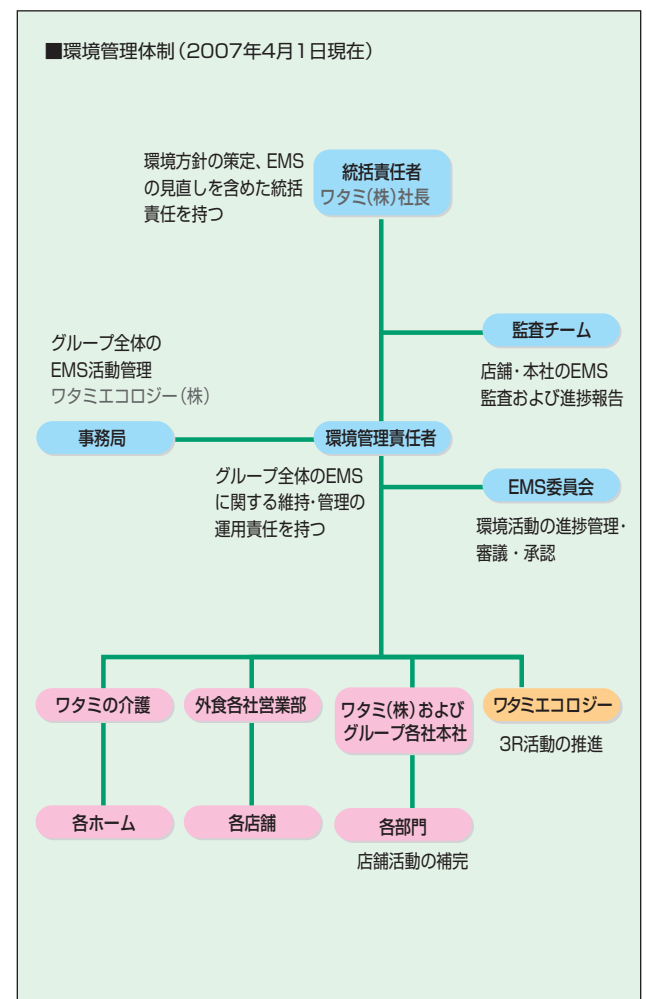 ■環境管理体制(2007年4月1日現在)
環境方針の策定、EMS
の見直しを含めた統括
責任を持つ
統括責任者
ワタミ(株)社長
監査チーム
店舗・本社のEMS
監査および進捗報告
グループ全体の
EMS活動管理
ワタミエコロジー(株)
事務局
環境管理責任者
グループ全体のEMS
に関する維持・管理の
運用責任を持つ
EMS委員会
環境活動の進捗管理・
審議・承認
ワタミの介護
外食各社営業部
ワタミ(株)および
グループ各社本社
ワタミエコロジー
3R活動の推進
各ホーム
各店舗
各部門
店舗活動の補完